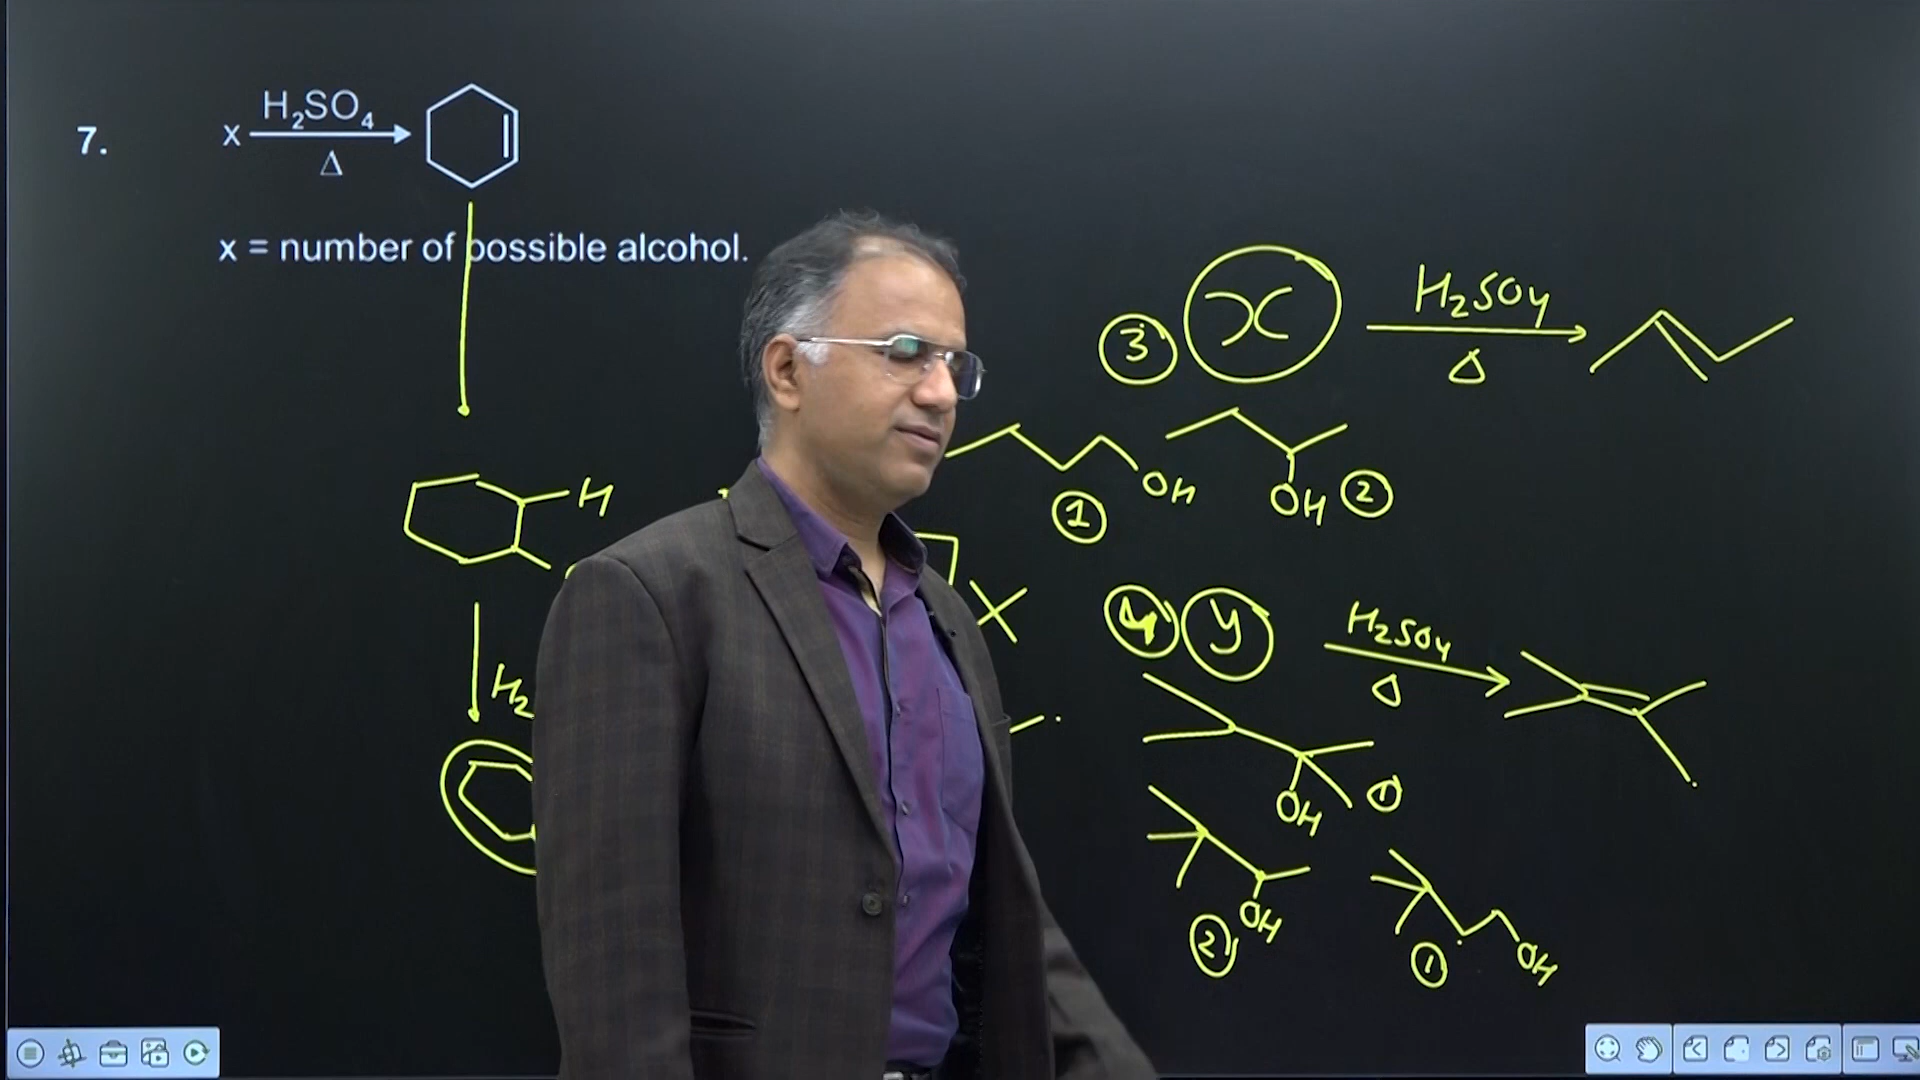 7.
x H₂SO₄ Δ
x = number of possible alcohol.
H
H₂
3 x H₂SO₄ Δ
OH OH
1 2
X
4 y H₂SO₄ Δ
OH 1
OH OH
2 1